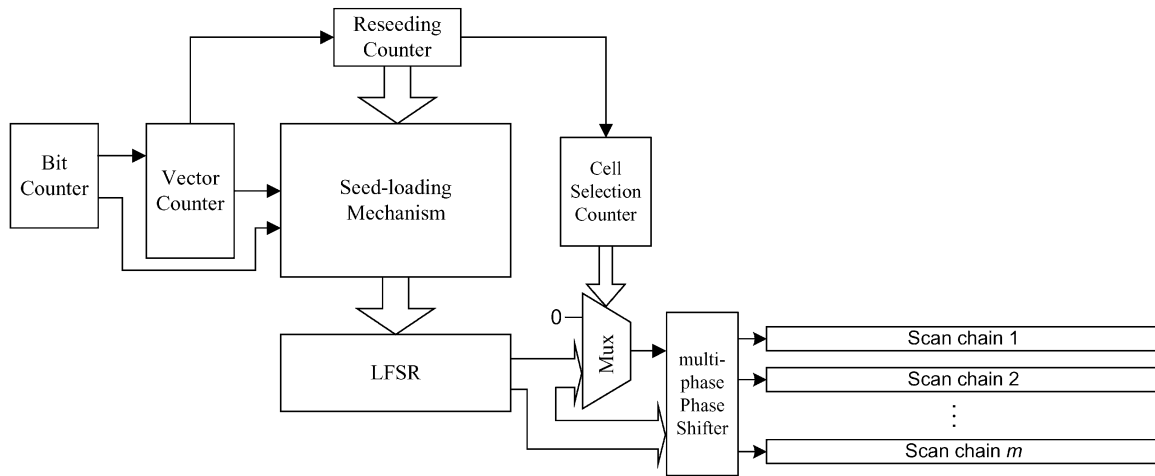 Reseeding
Counter
Bit
Counter
Vector
Counter
Seed-loading
Mechanism
Cell
Selection
Counter
0
Mux
LFSR
multi-
phase
Phase
Shifter
Scan chain 1
Scan chain 2
⋮
Scan chain m